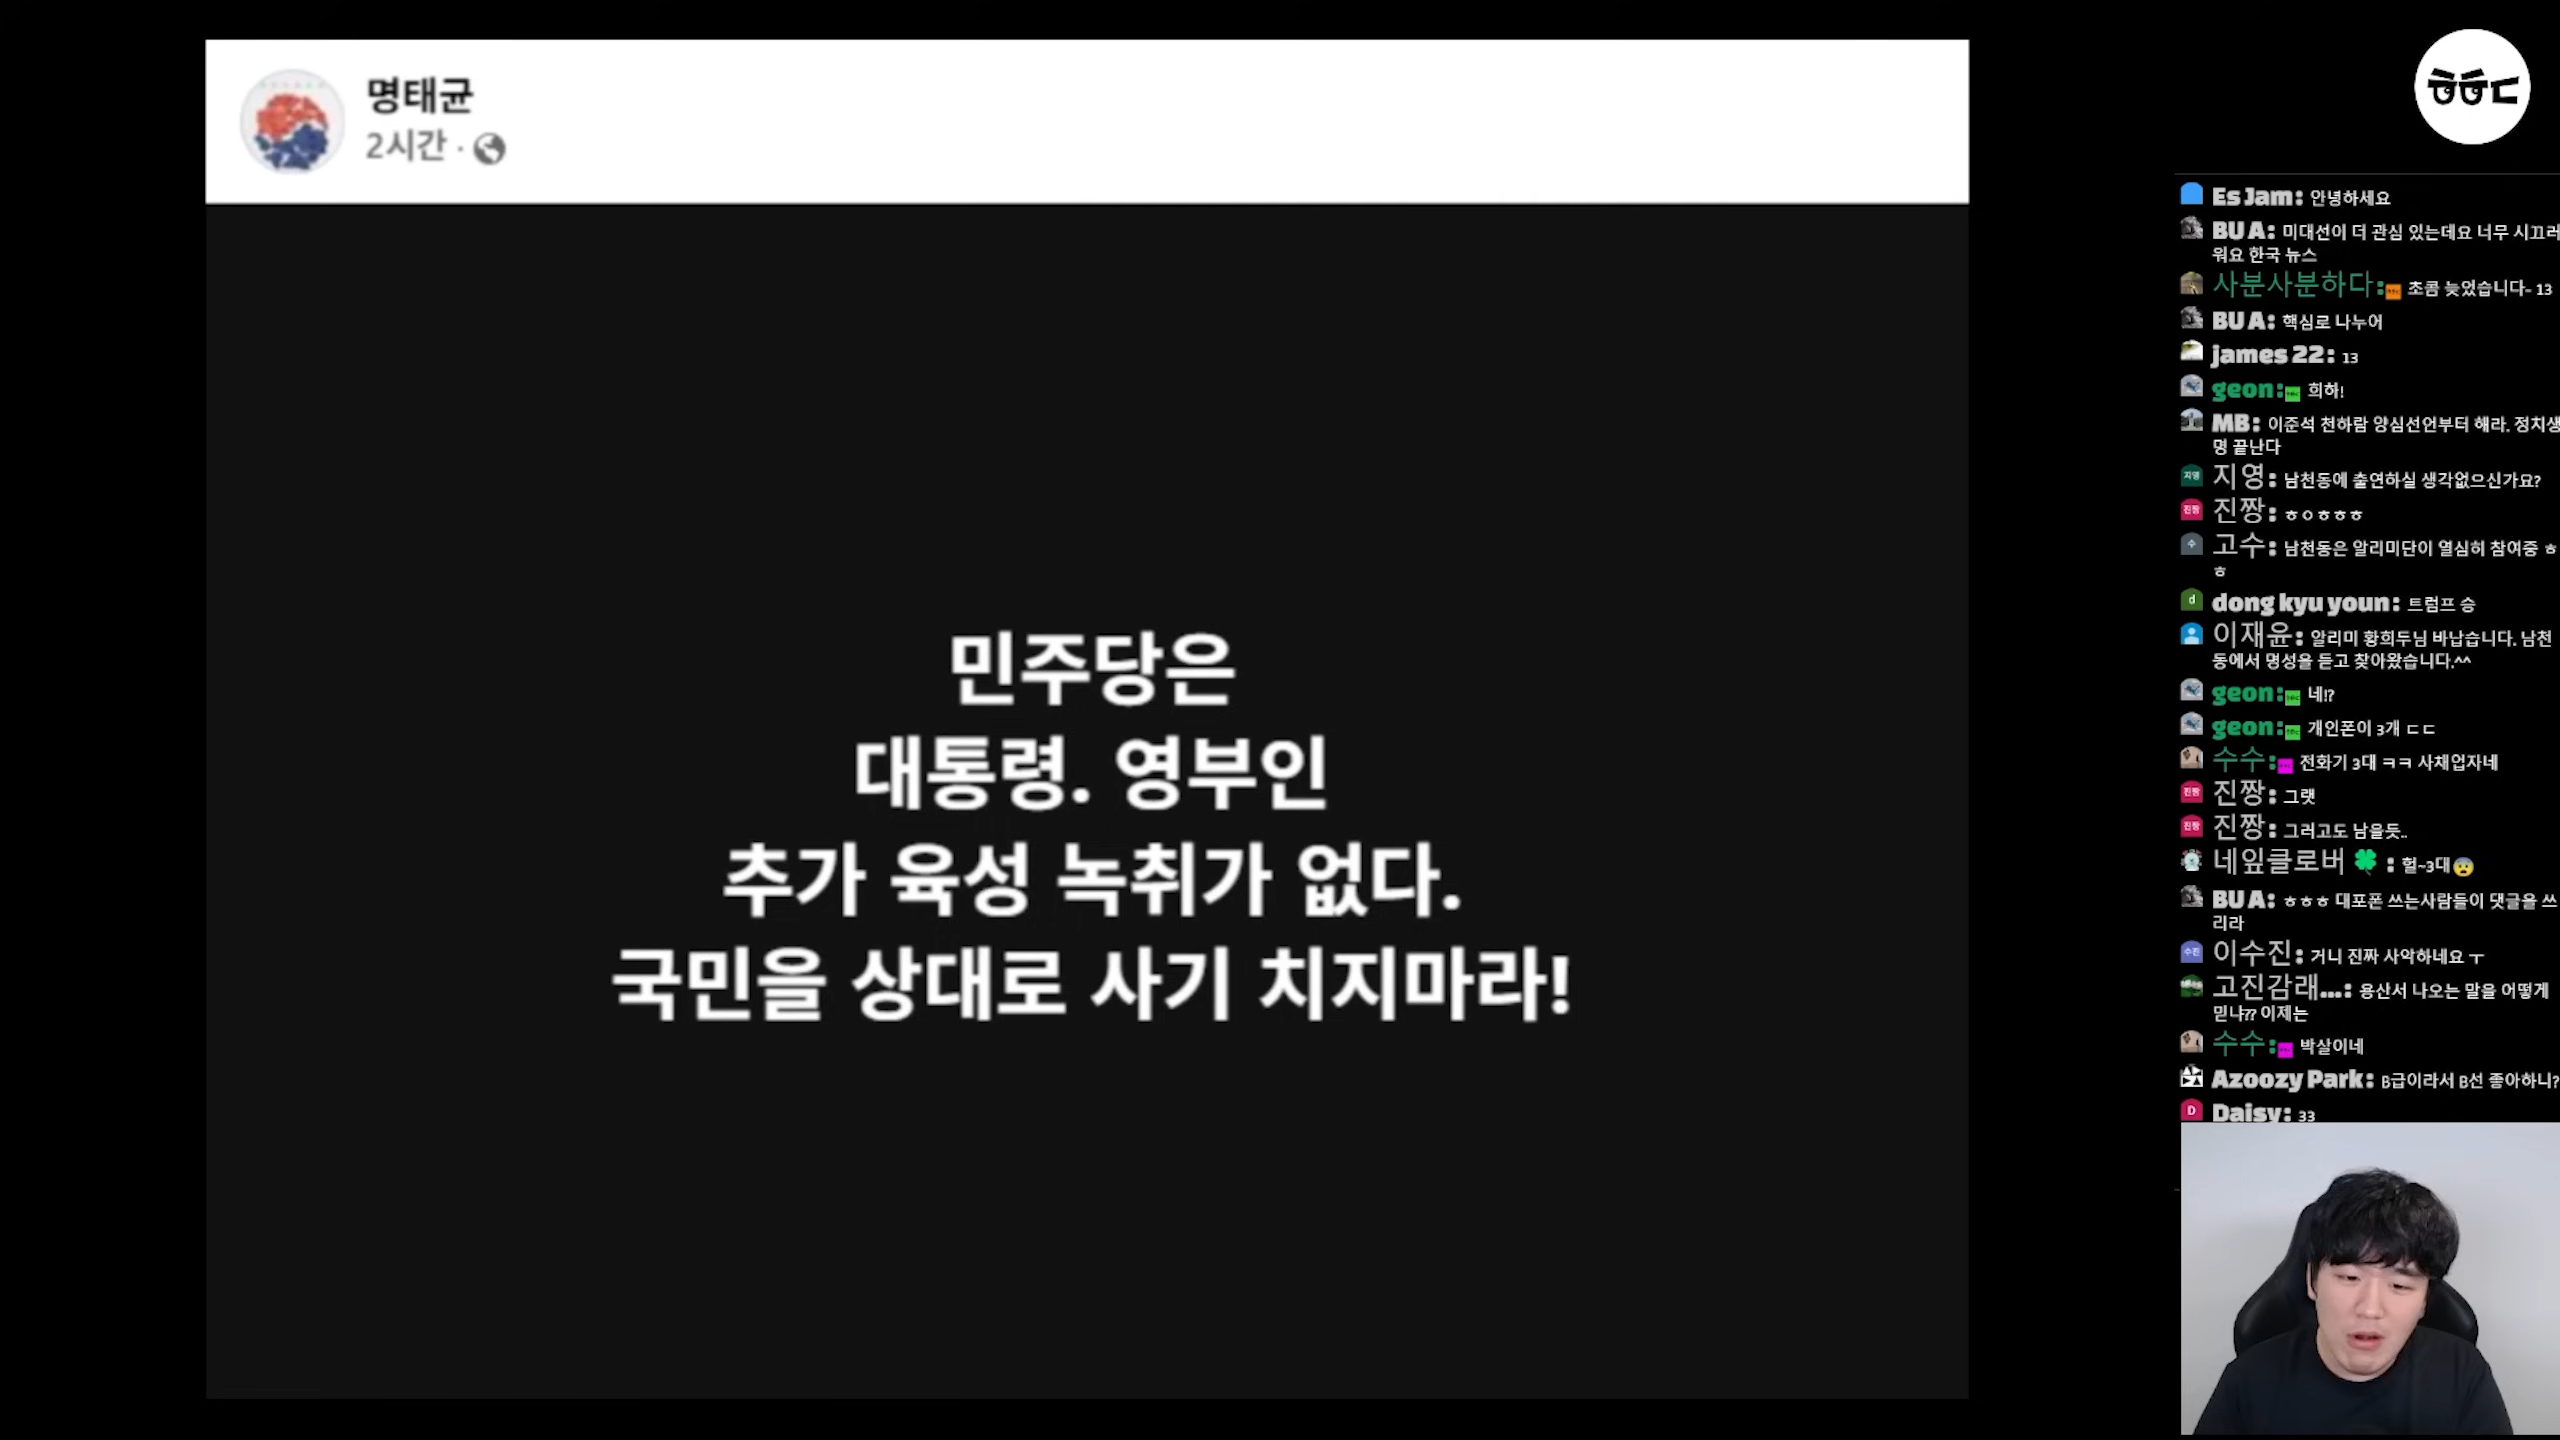 명태균
2시간 ·
민주당은
대통령. 영부인
추가 육성 녹취가 없다.
국민을 상대로 사기 치지마라!
ㅎㅎㄷ
Es Jam: 안녕하세요
BU A: 미대선이 더 관심 있는데요 너무 시끄러
워요 한국 뉴스
사분사분하다: 초콤 늦었습니다- 13
BU A: 핵심로 나누어
james 22: 13
geon: 희하!
MB: 이준석 천하람 양심선언부터 해라. 정치생
명 끝난다
지영: 남천동에 출연하실 생각없으신가요?
진짱: ㅎㅇㅎㅎㅎ
고수: 남천동은 알리미단이 열심히 참여중 ㅎ
ㅎ
dong kyu youn: 트럼프 승
이재윤: 알리미 황희두님 바납습니다. 남천
동에서 명성을 듣고 찾아왔습니다.^^
geon: 네!?
geon: 개인폰이 3개 ㄷㄷ
수수: 전화기 3대 ㅋㅋ 사채업자네
진짱: 그랫
진짱: 그러고도 남을듯..
네잎클로버 🍀 : 헐~3대😨
BU A: ㅎㅎㅎ 대포폰 쓰는사람들이 댓글을 쓰
리라
이수진: 거니 진짜 사악하네요 ㅜ
고진감래...: 용산서 나오는 말을 어떻게
믿냐?? 이제는
수수: 박살이네
Azoozy Park: B급이라서 B선 좋아하니?
Daisy: 33